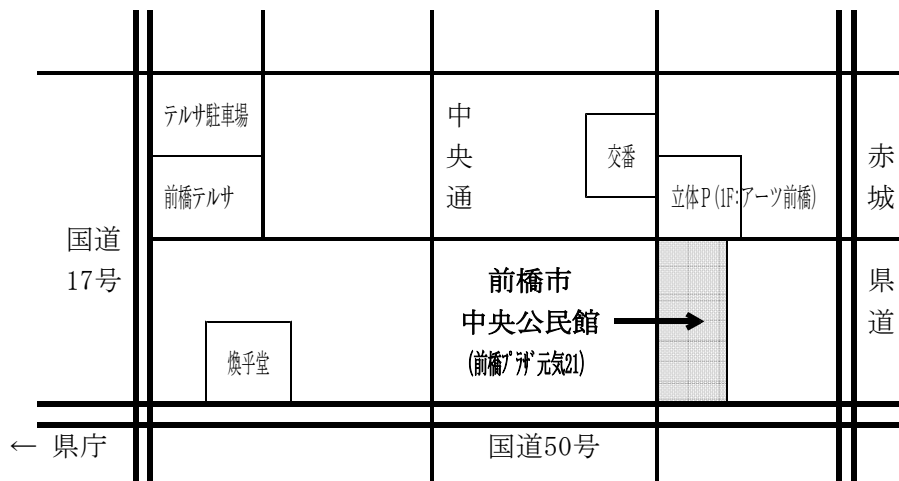 テルサ駐車場
前橋テルサ
中央通
交番
立体P(1F:アーツ前橋)
赤城県道
国道
17号
前橋市
中央公民館
(前橋プラザ元気21)
煥乎堂
← 県庁
国道50号